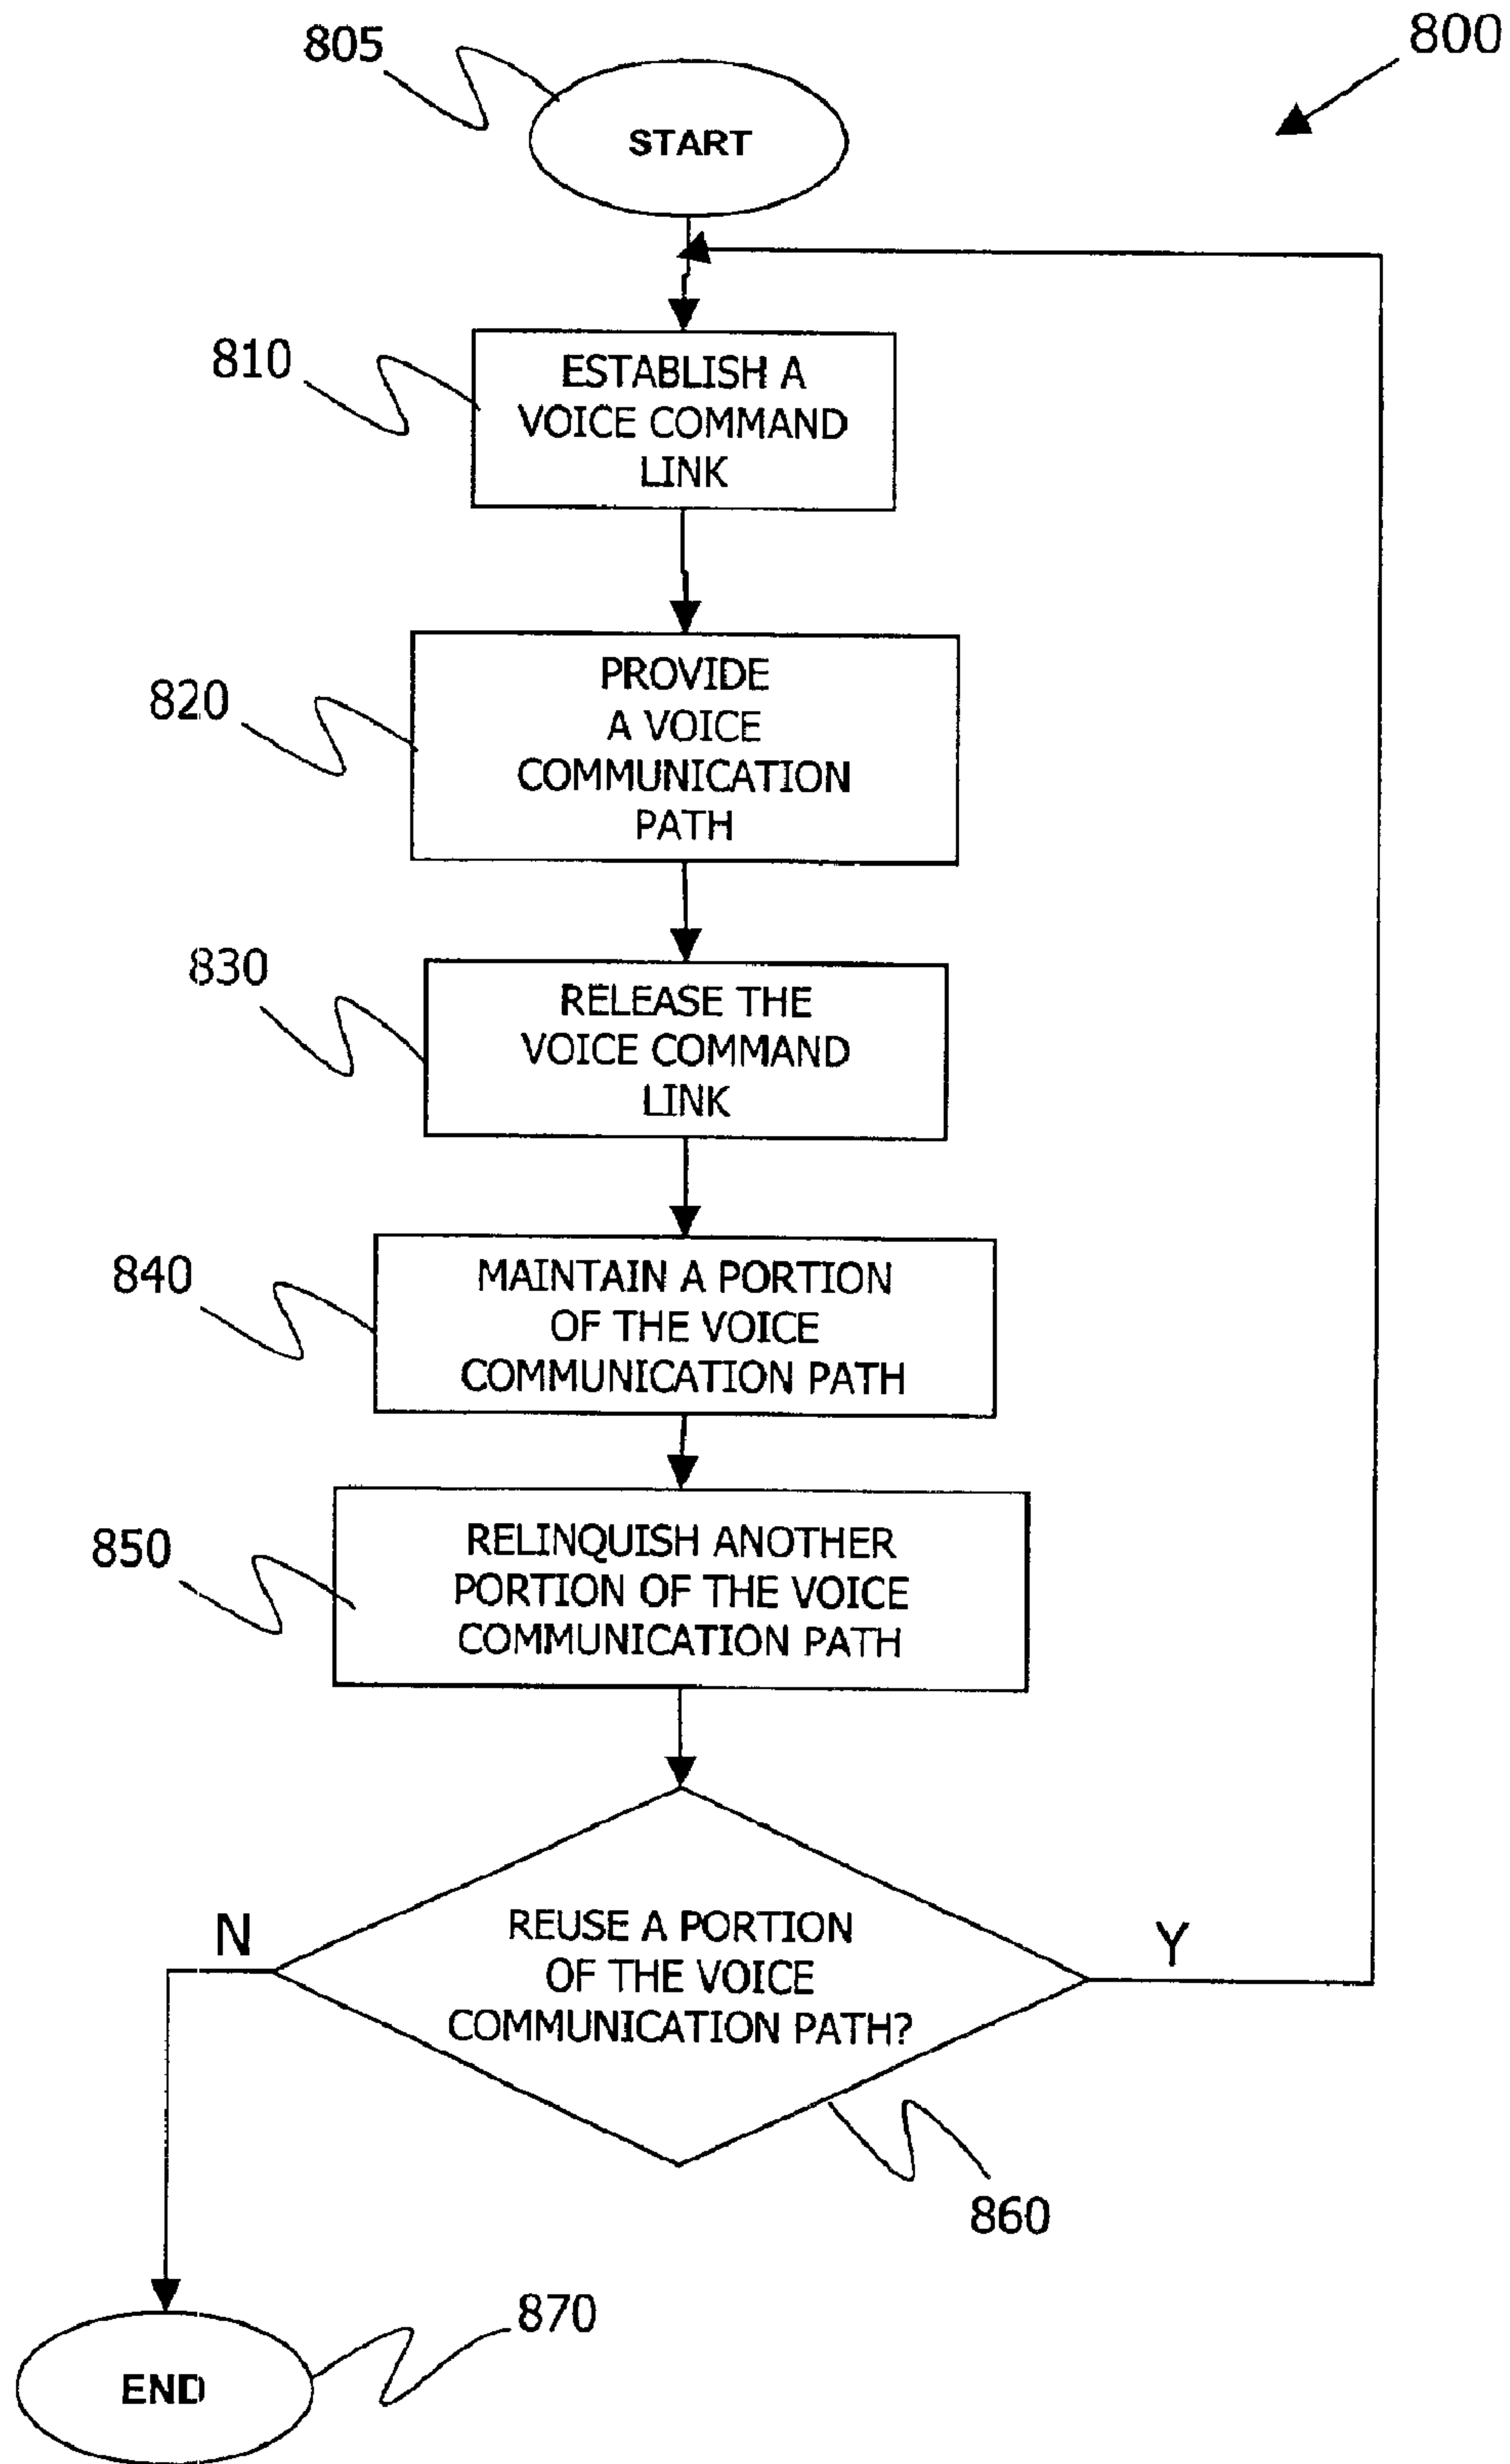 805
800
START
810
ESTABLISH A
VOICE COMMAND
LINK
820
PROVIDE
A VOICE
COMMUNICATION
PATH
830
RELEASE THE
VOICE COMMAND
LINK
840
MAINTAIN A PORTION
OF THE VOICE
COMMUNICATION PATH
850
RELINQUISH ANOTHER
PORTION OF THE VOICE
COMMUNICATION PATH
N
REUSE A PORTION
OF THE VOICE
COMMUNICATION PATH?
Y
860
870
END